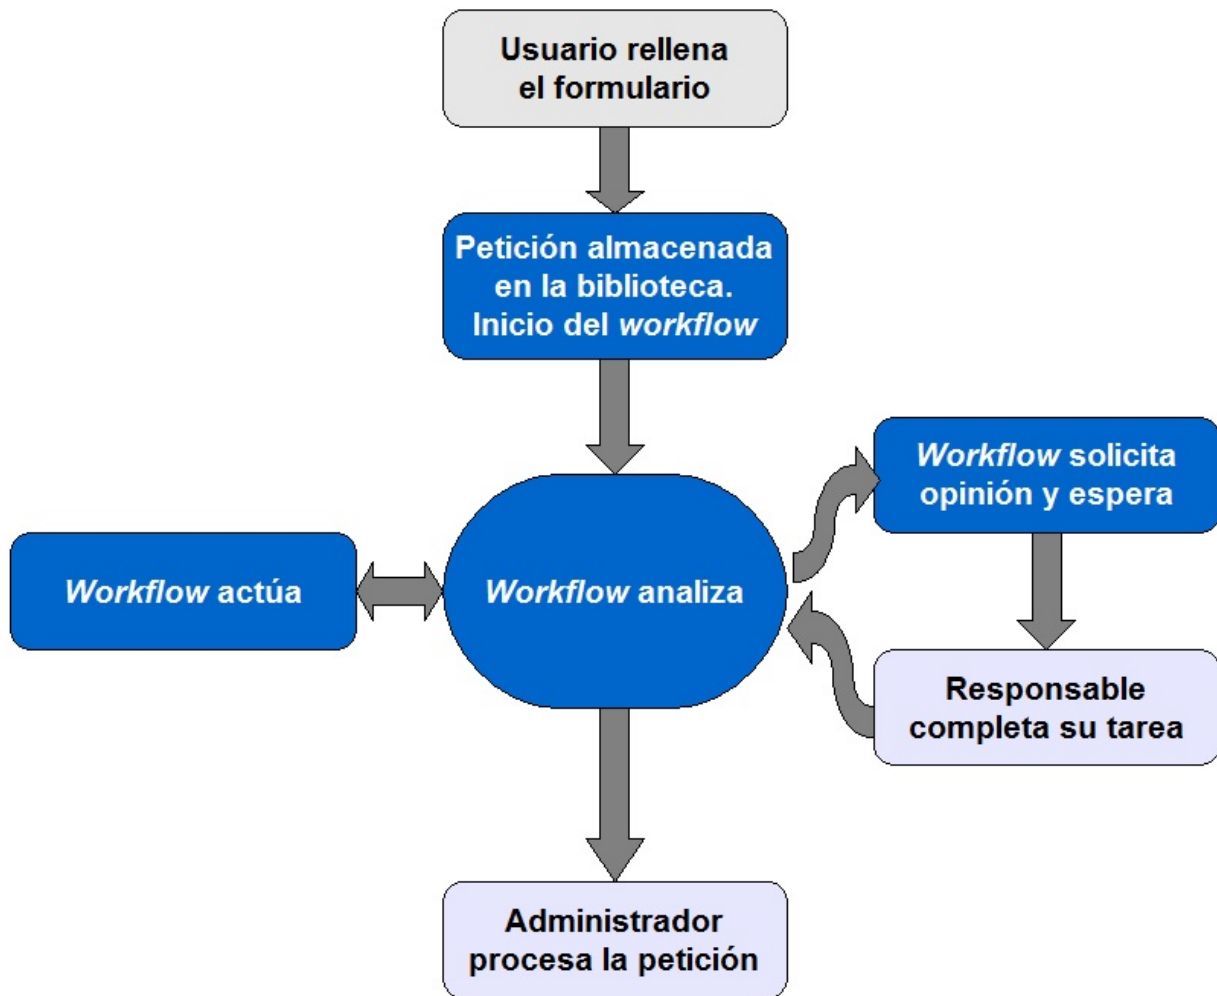 Usuario rellena
el formulario
Petición almacenada
en la biblioteca.
Inicio del workflow
Workflow solicita
opinión y espera
Workflow actúa
Workflow analiza
Responsable
completa su tarea
Administrador
procesa la petición